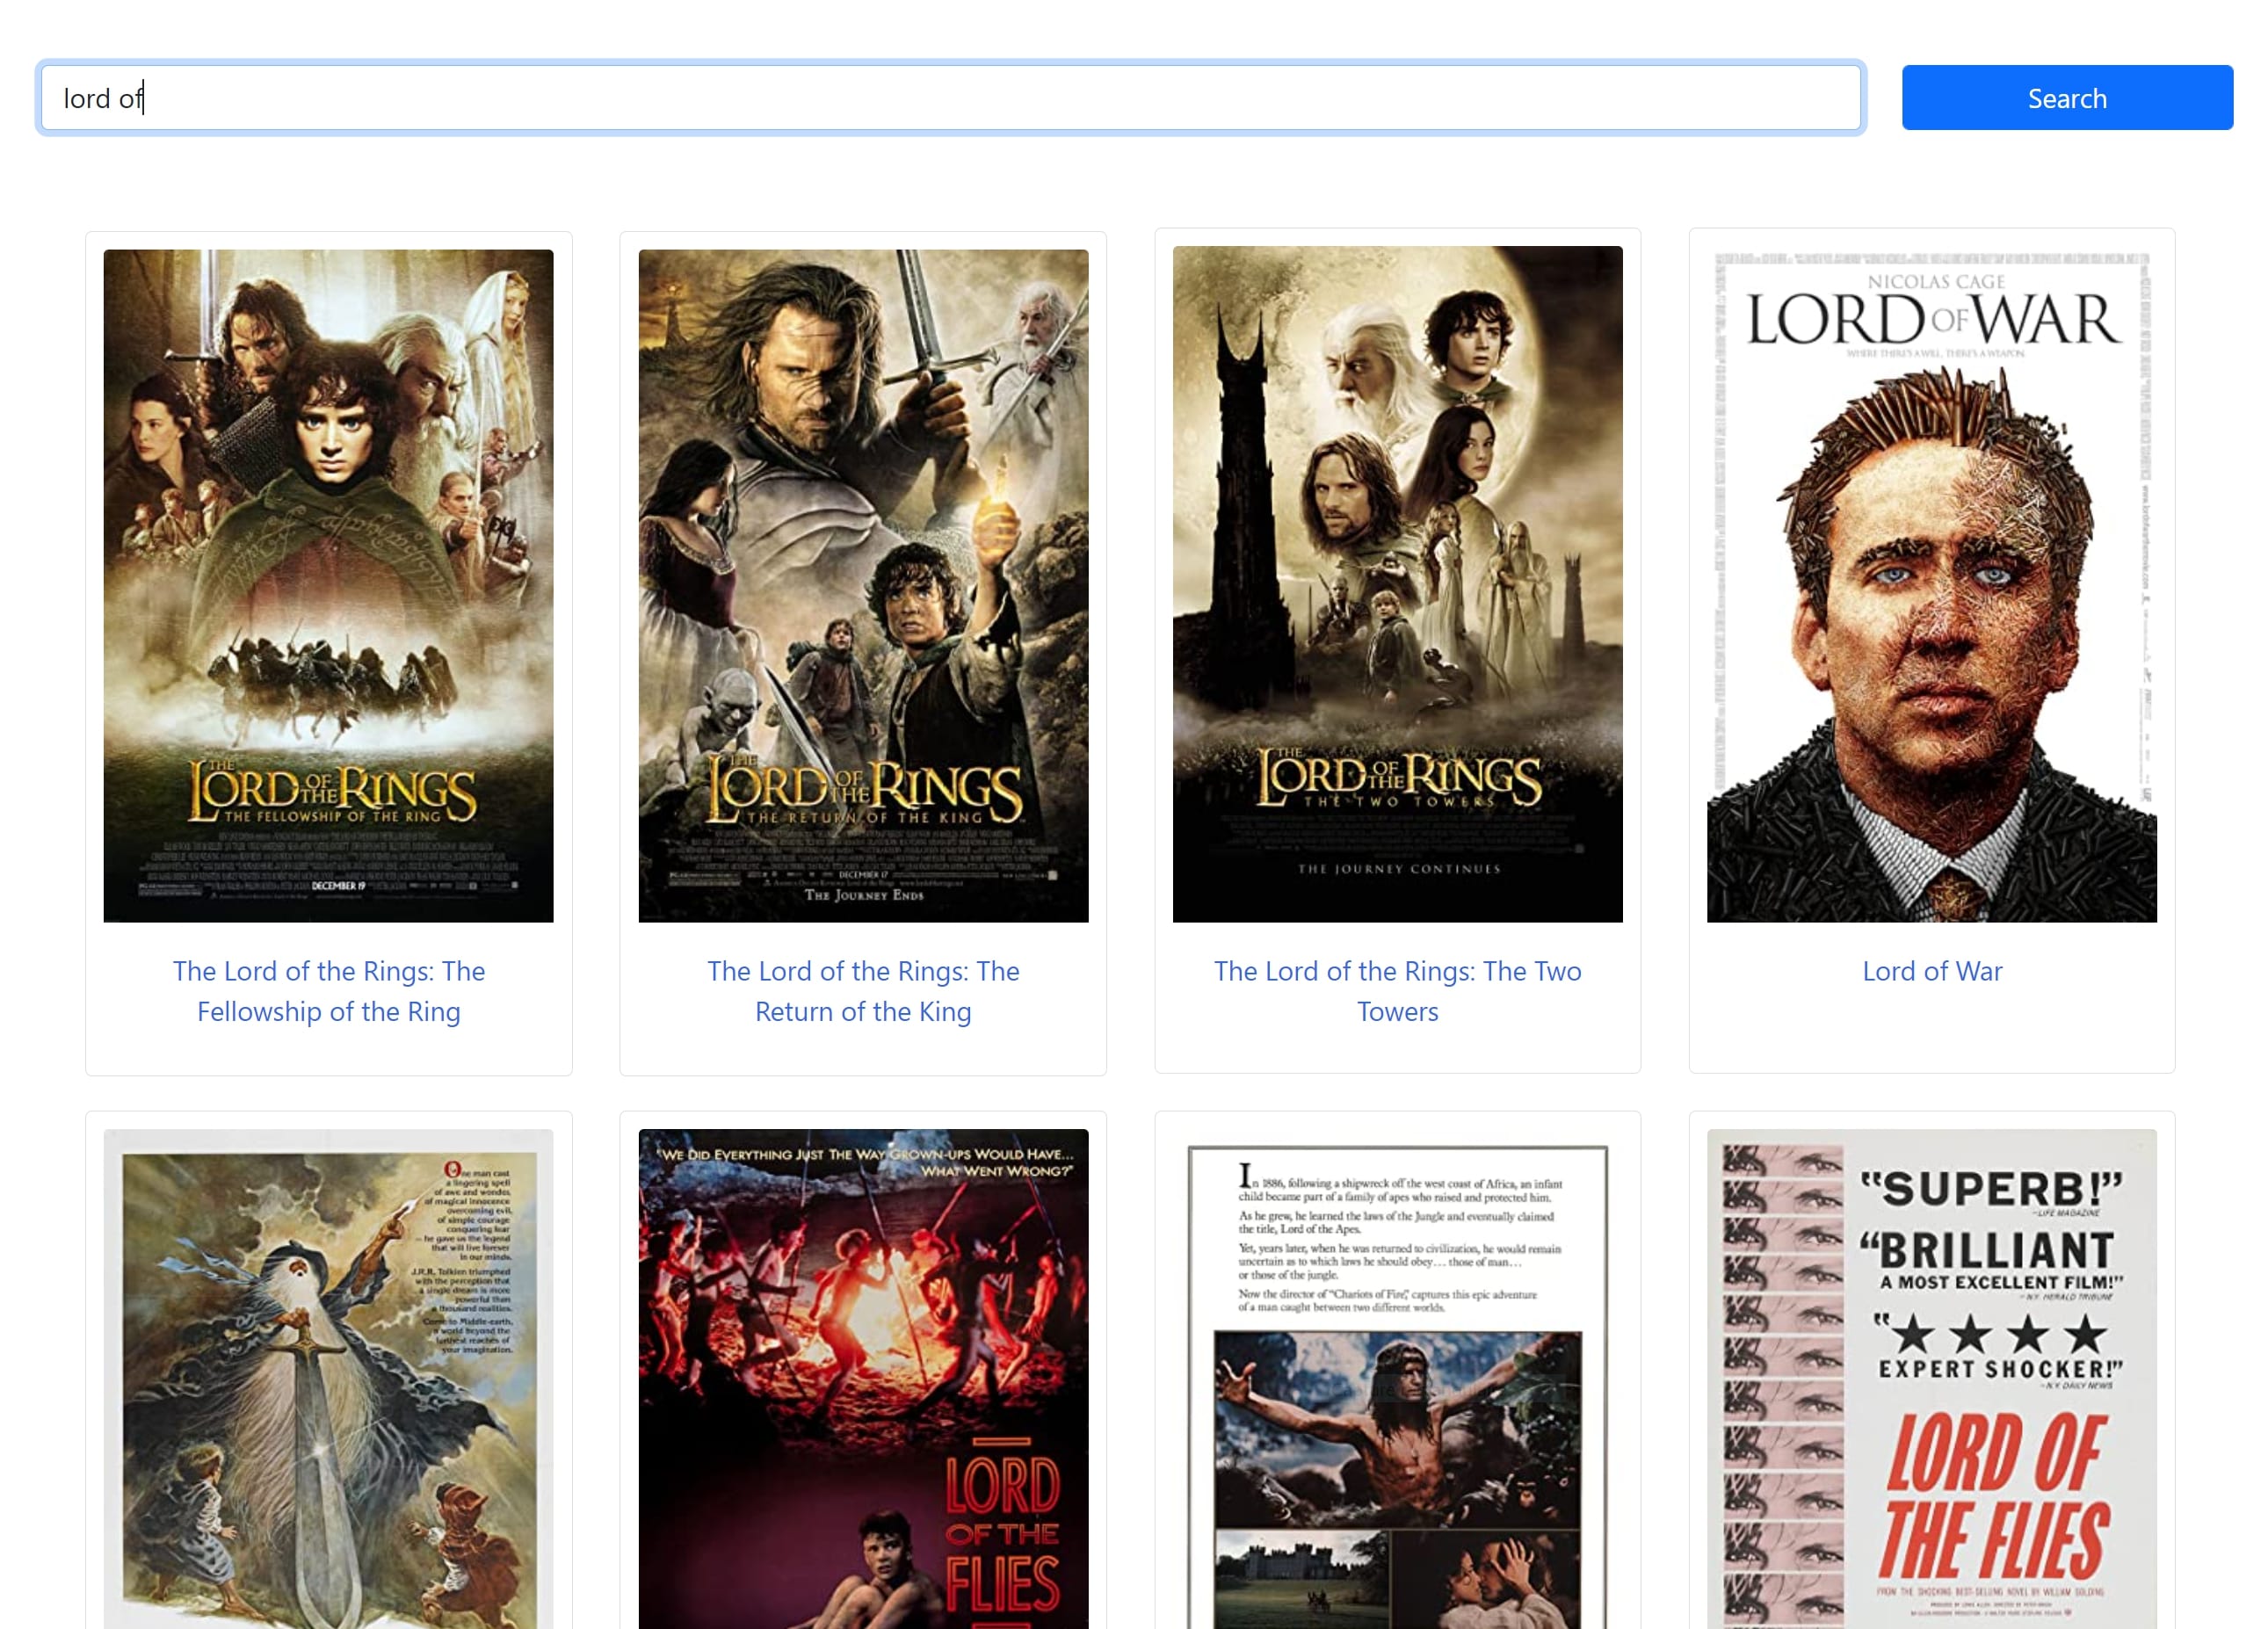 lord of
Search
THE
LORD OF THE RINGS
THE FELLOWSHIP OF THE RING
DECEMBER 19
THE
LORD OF THE RINGS
THE RETURN OF THE KING
DECEMBER 17
THE JOURNEY ENDS
THE
LORD OF THE RINGS
THE TWO TOWERS
THE JOURNEY CONTINUES
NICOLAS CAGE
LORD OF WAR
WHERE THERE'S A WILL, THERE'S A WEAPON.
The Lord of the Rings: The
Fellowship of the Ring
The Lord of the Rings: The
Return of the King
The Lord of the Rings: The Two
Towers
Lord of War
One man cast
a lingering spell
of awe and wonder,
of magical innocence
overcoming evil,
of simple courage
conquering fear
— he gave us the legend
that will live forever
in our minds.
J.R.R. Tolkien triumphed
with the perception that
a single dream is more
powerful than
a thousand realities.
Come to Middle-earth,
a world beyond the
furthest reaches of
your imagination.
"WE DID EVERYTHING JUST THE WAY GROWN-UPS WOULD HAVE...
WHAT WENT WRONG?"
LORD
OF THE
FLIES
In 1886, following a shipwreck off the west coast of Africa, an infant
child became part of a family of apes who raised and protected him.
As he grew, he learned the laws of the Jungle and eventually claimed
the title, Lord of the Apes.
Yet, years later, when he was returned to civilization, he would remain
uncertain as to which laws he should obey... those of man...
or those of the jungle.
Now the director of "Chariots of Fire," captures this epic adventure
of a man caught between two different worlds.
"SUPERB!"
–LIFE MAGAZINE
"BRILLIANT
A MOST EXCELLENT FILM!"
–N.Y. HERALD TRIBUNE
"★ ★ ★ ★
EXPERT SHOCKER!"
–N.Y. DAILY NEWS
LORD OF
THE FLIES
FROM THE SHOCKING BEST-SELLING NOVEL BY WILLIAM GOLDING